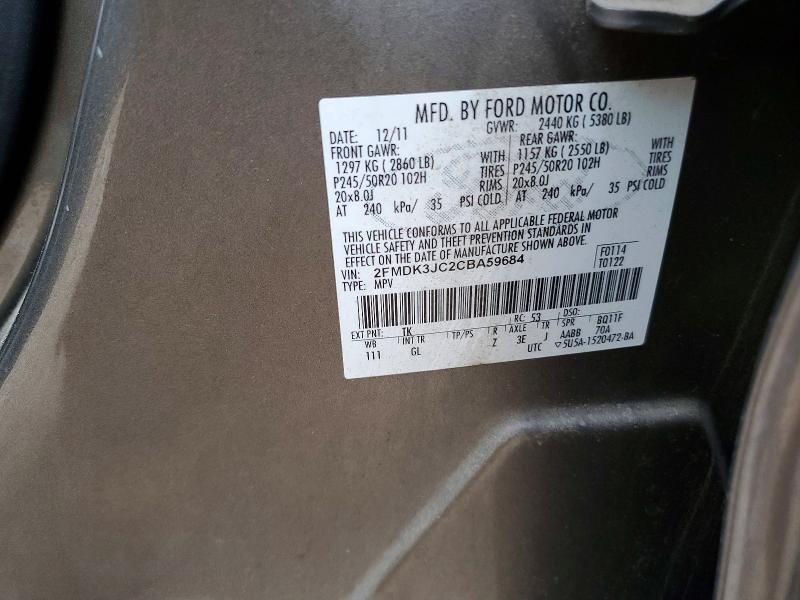 MFD. BY FORD MOTOR CO.
DATE: 12/11 GVWR: 2440 KG ( 5380 LB)
FRONT GAWR: REAR GAWR:
1297 KG ( 2860 LB) WITH 1157 KG ( 2550 LB) WITH
P245/50R20 102H TIRES P245/50R20 102H TIRES
20x8.0J RIMS 20x8.0J RIMS
AT 240 kPa/ 35 PSI COLD AT 240 kPa/ 35 PSI COLD
THIS VEHICLE CONFORMS TO ALL APPLICABLE FEDERAL MOTOR
VEHICLE SAFETY AND THEFT PREVENTION STANDARDS IN
EFFECT ON THE DATE OF MANUFACTURE SHOWN ABOVE.
VIN: 2FMDK3JC2CBA59684 F0114
TYPE: MPV T0122
EXT PNT: TK RC: 53 DSO:
WB INT TR TP/PS R AXLE TR SPR BQ11F
111 GL Z 3E J AABB 70A
UTC ▽5U5A-1520472-BA